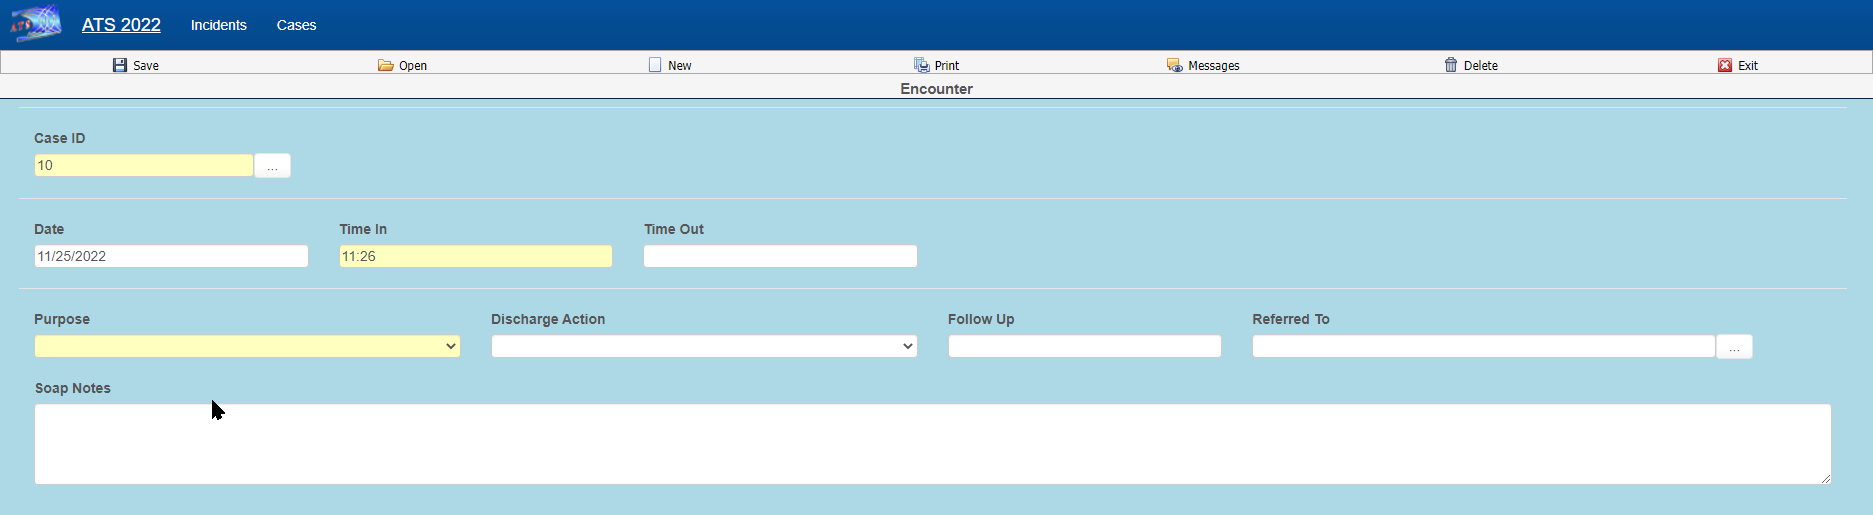 ATS
ATS 2022 Incidents Cases
Save Open New Print Messages Delete Exit
Encounter
Case ID
10 ...
Date Time In Time Out
11/25/2022 11:26
Purpose Discharge Action Follow Up Referred To
...
Soap Notes